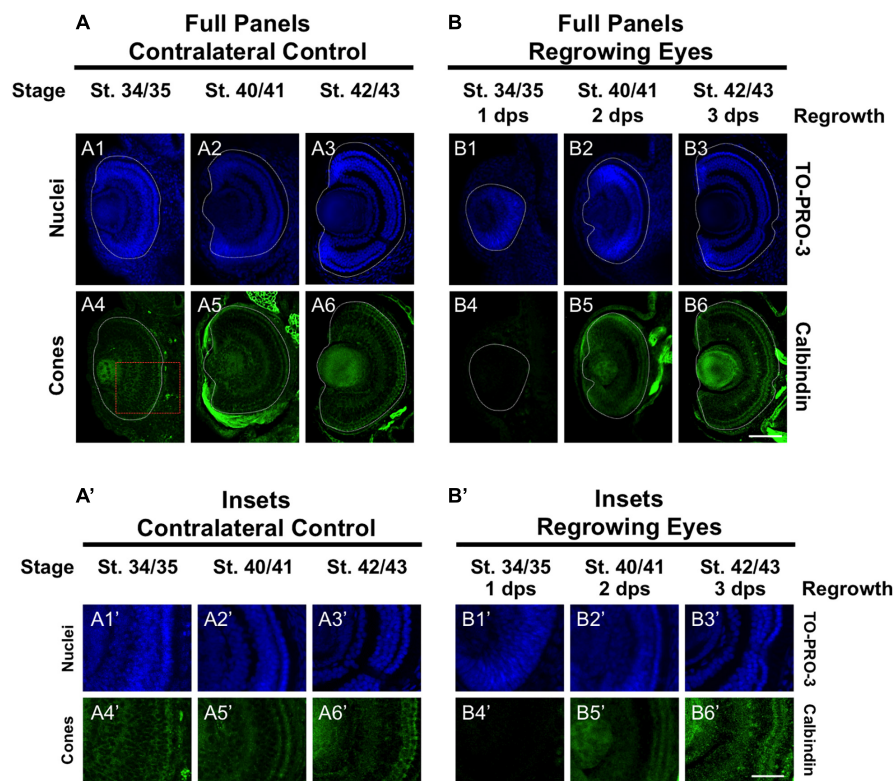 A
Full Panels
Contralateral Control
Stage St. 34/35 St. 40/41 St. 42/43
Nuclei
A1 A2 A3
Cones
A4 A5 A6
B
Full Panels
Regrowing Eyes
St. 34/35 St. 40/41 St. 42/43
1 dps 2 dps 3 dps Regrowth
B1 B2 B3
TO-PRO-3
B4 B5 B6
Calbindin
A’
Insets
Contralateral Control
Stage St. 34/35 St. 40/41 St. 42/43
Nuclei
A1’ A2’ A3’
Cones
A4’ A5’ A6’
B’
Insets
Regrowing Eyes
St. 34/35 St. 40/41 St. 42/43
1 dps 2 dps 3 dps Regrowth
B1’ B2’ B3’
TO-PRO-3
B4’ B5’ B6’
Calbindin